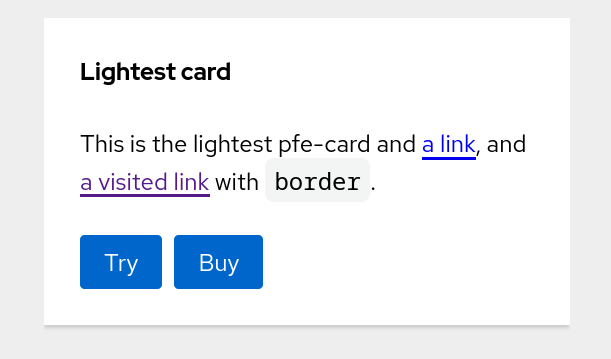 Lightest card
This is the lightest pfe-card and a link, and
a visited link with border.
Try
Buy